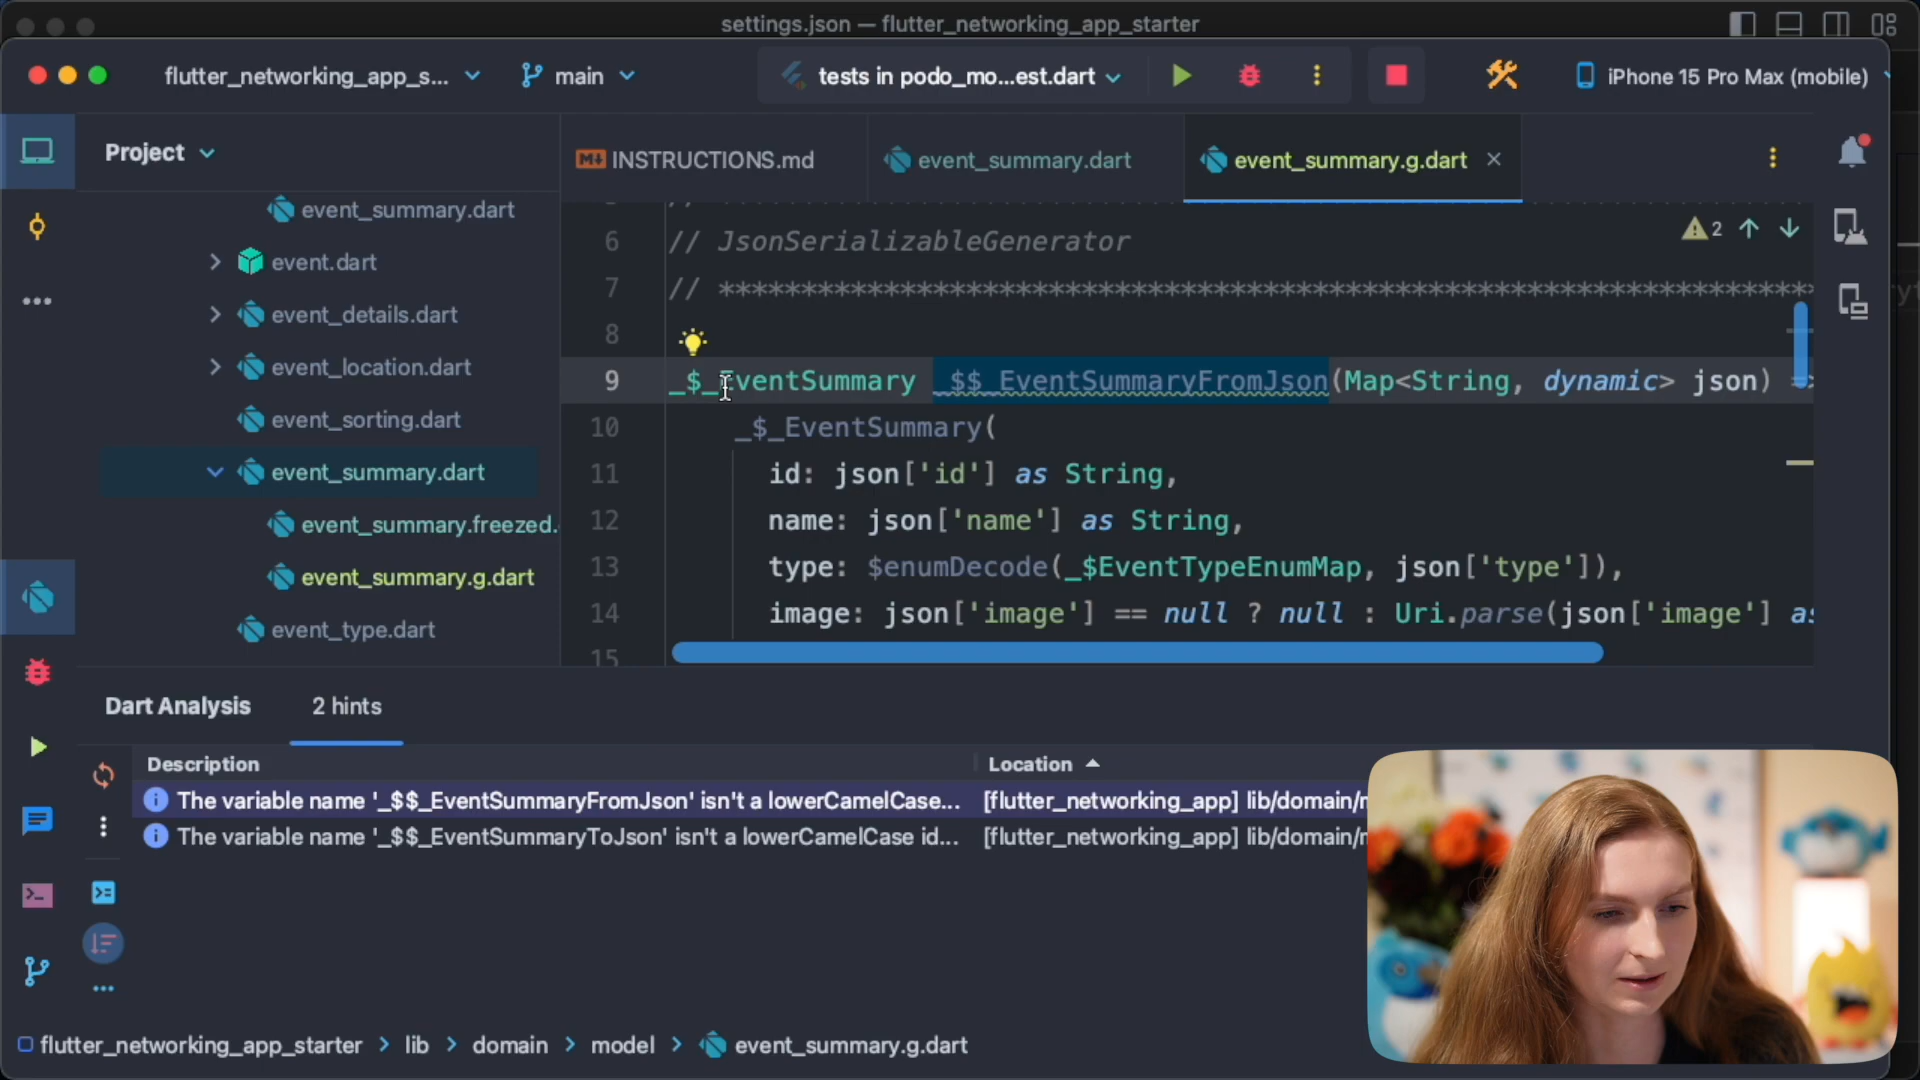 settings.json — flutter_networking_app_starter
flutter_networking_app_s...
main
tests in podo_mo...est.dart
iPhone 15 Pro Max (mobile)
Project
INSTRUCTIONS.md
event_summary.dart
event_summary.g.dart
event_summary.dart
event.dart
event_details.dart
event_location.dart
event_sorting.dart
event_summary.dart
event_summary.freezed.
event_summary.g.dart
event_type.dart
2
6 // JsonSerializableGenerator
7 // ******************************************************************
8
9 _$_EventSummary _$$_EventSummaryFromJson(Map<String, dynamic> json) =>
10 _$_EventSummary(
11 id: json['id'] as String,
12 name: json['name'] as String,
13 type: $enumDecode(_$EventTypeEnumMap, json['type']),
14 image: json['image'] == null ? null : Uri.parse(json['image'] as
15
Dart Analysis
2 hints
Description
Location
The variable name '_$$_EventSummaryFromJson' isn't a lowerCamelCase...
[flutter_networking_app] lib/domain/m
The variable name '_$$_EventSummaryToJson' isn't a lowerCamelCase id...
[flutter_networking_app] lib/domain/m
flutter_networking_app_starter > lib > domain > model > event_summary.g.dart